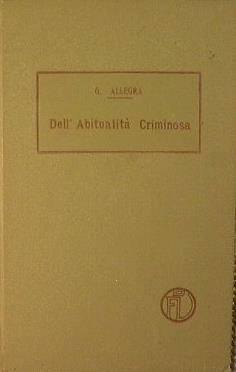 G. ALLEGRA
Dell' Abitualità Criminosa